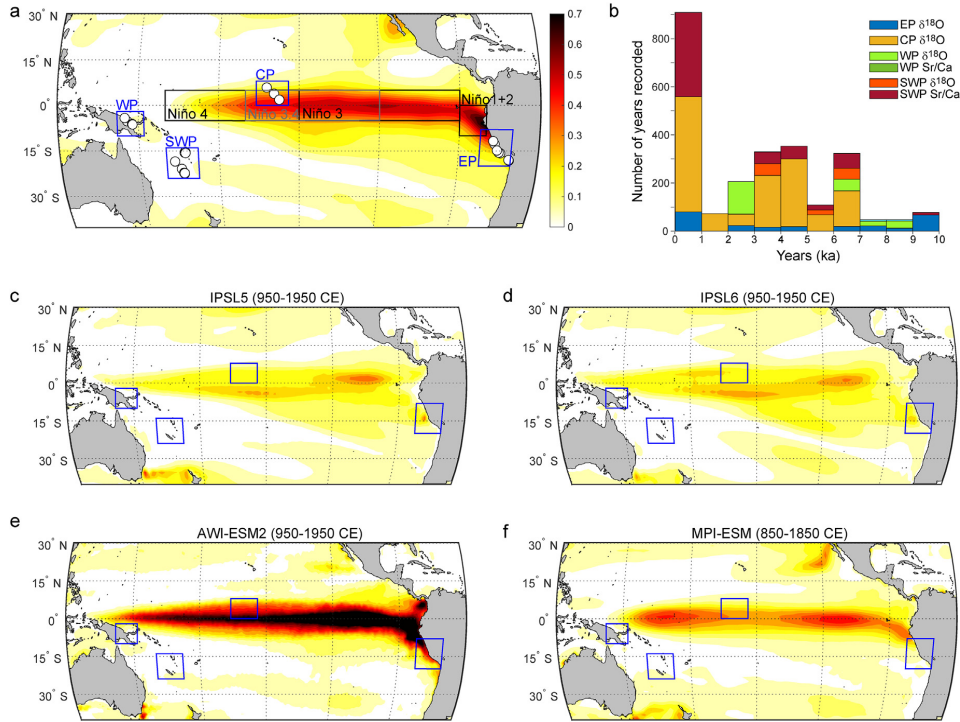 a
30° N
15° N
0°
15° S
30° S
WP
SWP
CP
EP
Niño 4
Niño 3
Niño1+2
0.7
0.6
0.5
0.4
0.3
0.2
0.1
0
b
Number of years recorded
800
600
400
200
0
0 1 2 3 4 5 6 7 8 9 10
Years (ka)
EP δ¹⁸O
CP δ¹⁸O
WP δ¹⁸O
WP Sr/Ca
SWP δ¹⁸O
SWP Sr/Ca
c
IPSL5 (950-1950 CE)
30° N
15° N
0°
15° S
30° S
d
IPSL6 (950-1950 CE)
30° N
15° N
0°
15° S
30° S
e
AWI-ESM2 (950-1950 CE)
30° N
15° N
0°
15° S
30° S
f
MPI-ESM (850-1850 CE)
30° N
15° N
0°
15° S
30° S